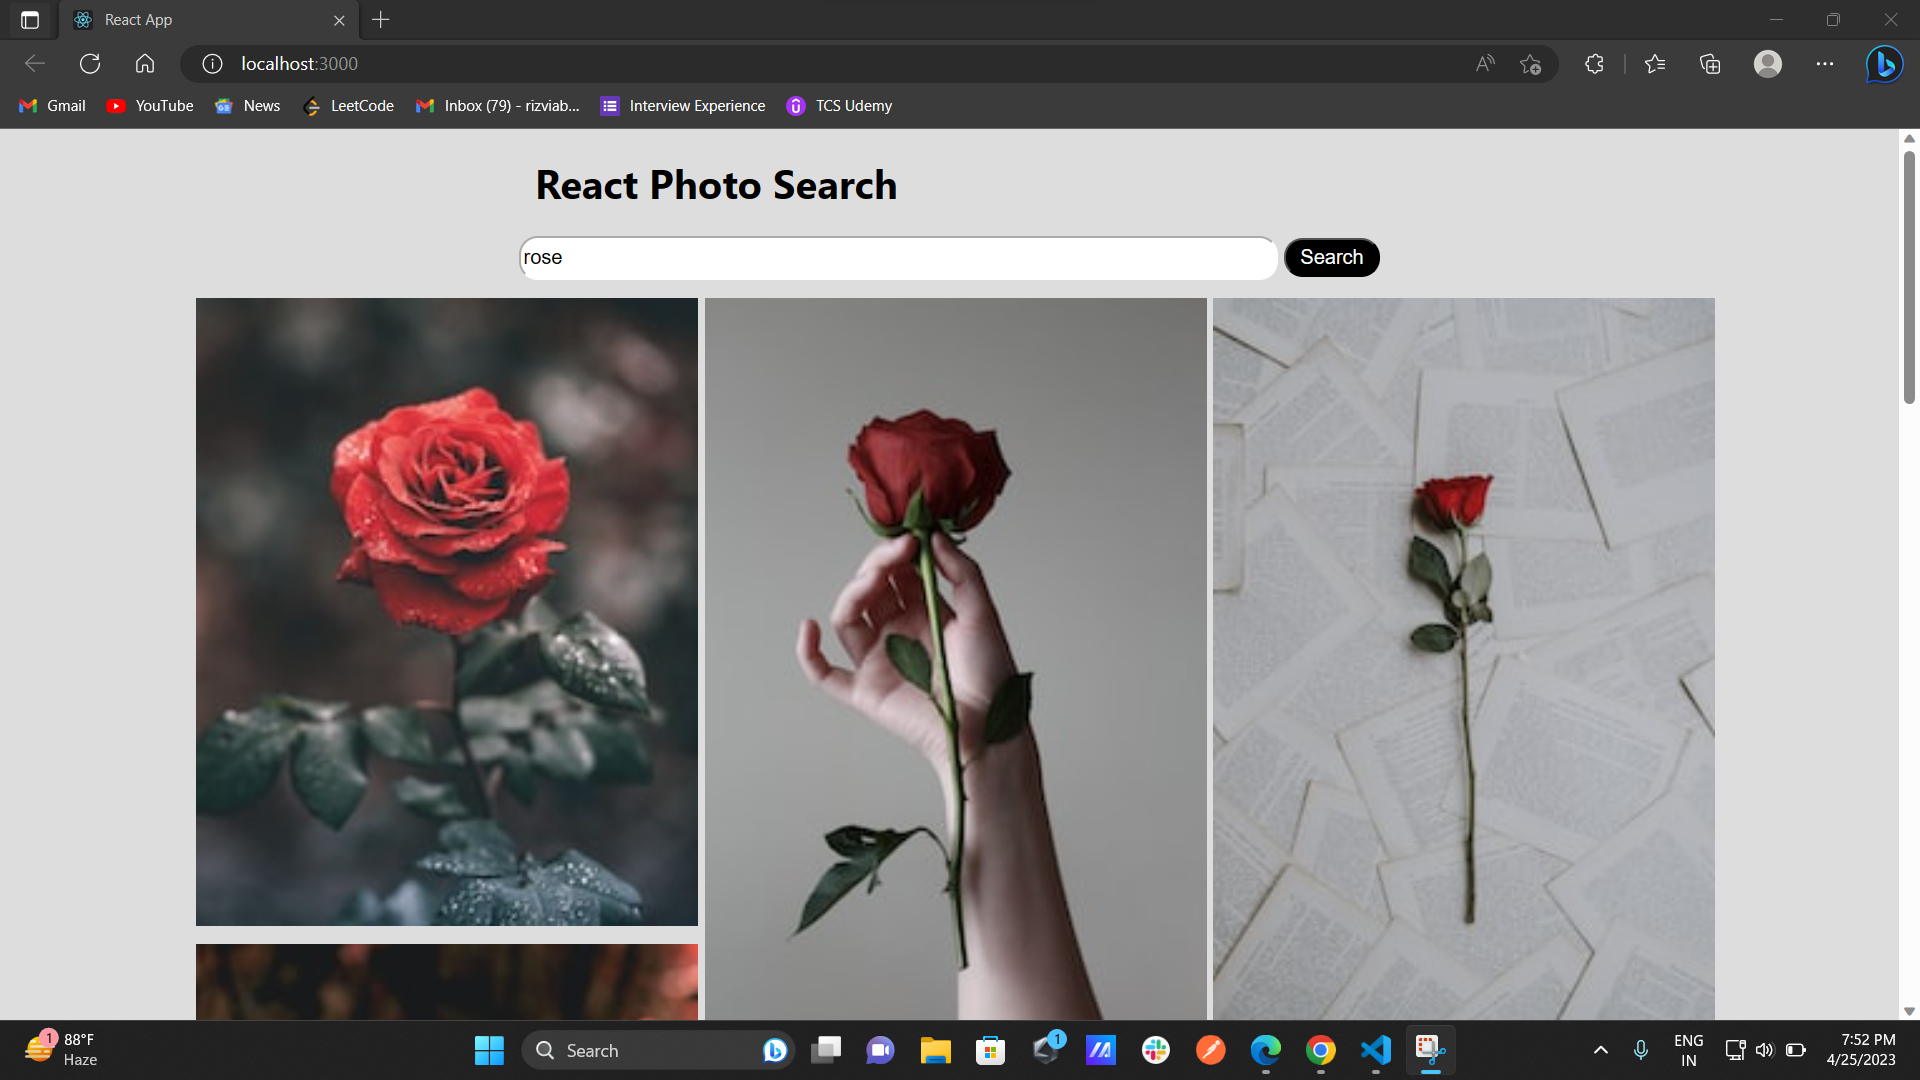 React App
localhost:3000
Gmail
YouTube
News
LeetCode
Inbox (79) - rizviab...
Interview Experience
TCS Udemy
React Photo Search
rose
Search
1
88°F
Haze
Search
1
ENG
IN
7:52 PM
4/25/2023